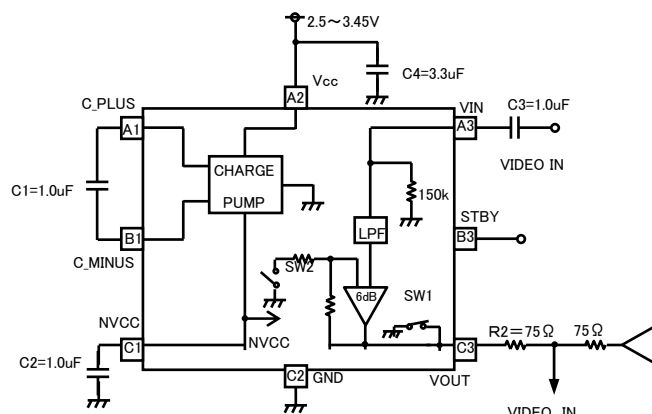 2.5～3.45V
C4=3.3uF
Vcc
A2
C_PLUS
A1
VIN
A3
C3=1.0uF
VIDEO IN
C1=1.0uF
CHARGE
PUMP
150k
LPF
STBY
B3
B1
C_MINUS
SW2
6dB
SW1
NVCC
NVCC
C1
C2=1.0uF
C2
GND
C3
VOUT
R2=75Ω
75Ω
VIDEO IN